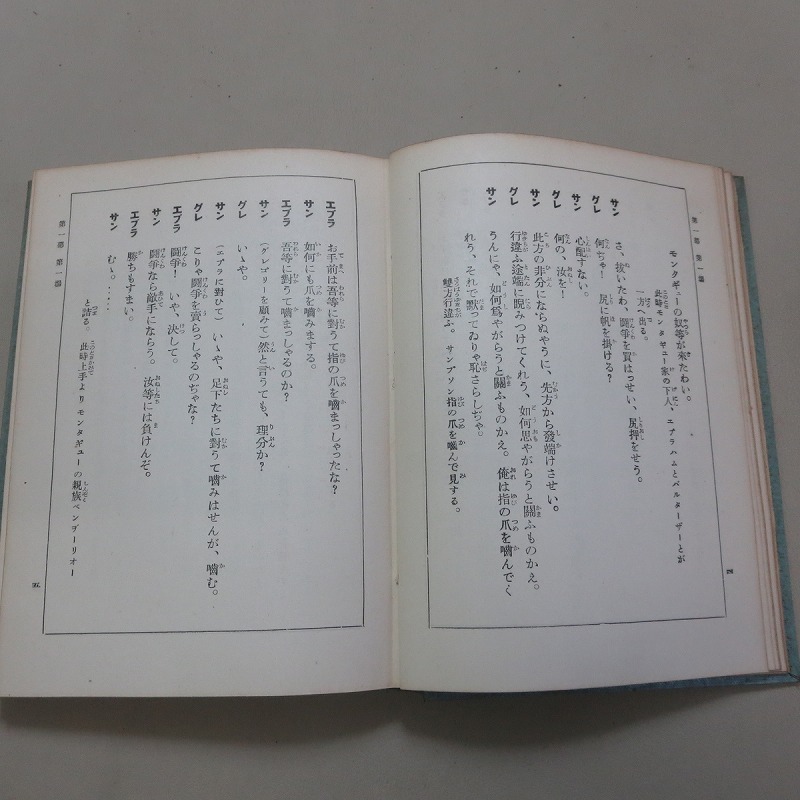 第一幕 第一場
モンタギューの奴等が來たわい。
此時モンタギュー家の下人、エブラハムとバルターザーとが
一方へ出る。
サン さ、拔いたわ、鬪爭を買はっせい、尻押をせう。
グレ 何ぢゃ! 尻に帆を掛ける?
サン 心配すない。
グレ 何の、汝を!
サン 此方の非分にならぬやうに、先方から發端けさせい。
グレ 行違ふ途端に睨みつけてくれう、如何思やがらうと關ふものかえ。
サン うんにゃ、如何爲やがらうと關ふものかえ。俺は指の爪を嚙んでく
れう、それで默てゐりゃ恥さらしぢゃ。
雙方行違ふ。サンプソン指の爪を嚙んで見する。
エブラ お手前は吾等に對うて指の爪を嚙まっしゃったな?
サン 如何にも爪を嚙みまする。
エブラ 吾等に對うて嚙まっしゃるのか?
サン (グレゴリーを顧みて)然と言うても、理分か?
グレ いゝや。
サン (エブラに對ひて)いゝや、足下たちに對うて嚙みはせんが、嚙む。
グレ こりゃ鬪爭を賣らっしゃるのぢゃな?
エブラ 鬪爭! いや、決して。
サン 鬪爭なら敵手にならう。汝等には負けんぞ。
エブラ 勝ちもすまい。
サン むゝ。‥‥
と詰る。此時上手よりモンタギューの親族ベンヺーリオー
第一幕 第一場